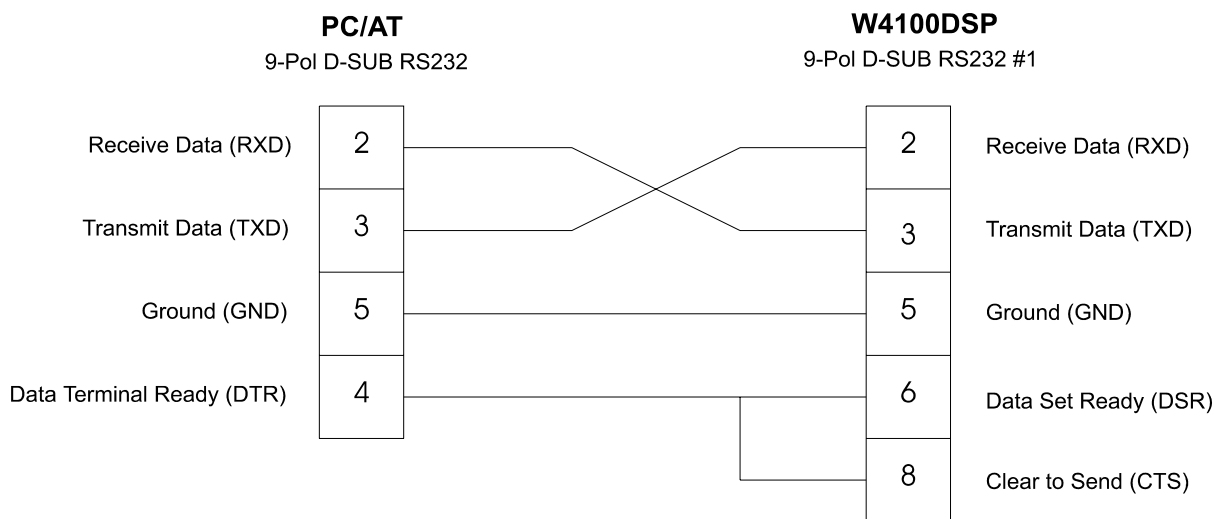 PC/AT
9-Pol D-SUB RS232
W4100DSP
9-Pol D-SUB RS232 #1
Receive Data (RXD) 2
2 Receive Data (RXD)
Transmit Data (TXD) 3
3 Transmit Data (TXD)
Ground (GND) 5
5 Ground (GND)
Data Terminal Ready (DTR) 4
6 Data Set Ready (DSR)
8 Clear to Send (CTS)